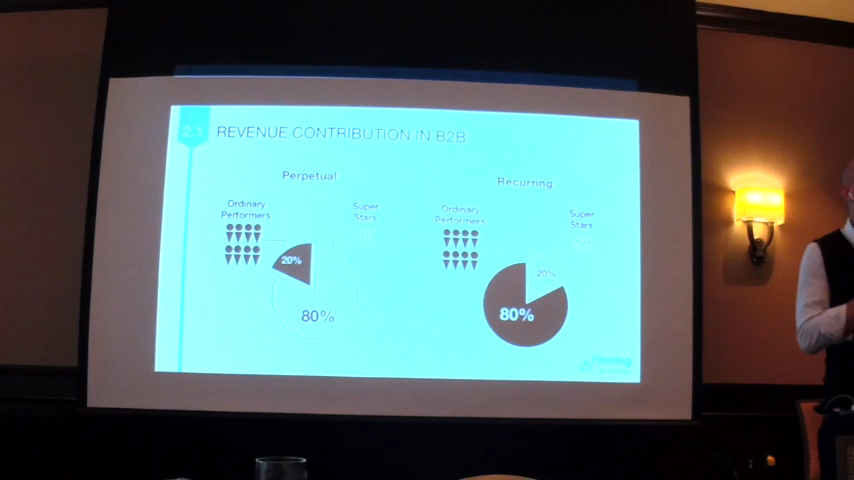 2.1
REVENUE CONTRIBUTION IN B2B
Perpetual
Ordinary
Performers
Super
Stars
20%
80%
Recurring
Ordinary
Performers
Super
Stars
20%
80%